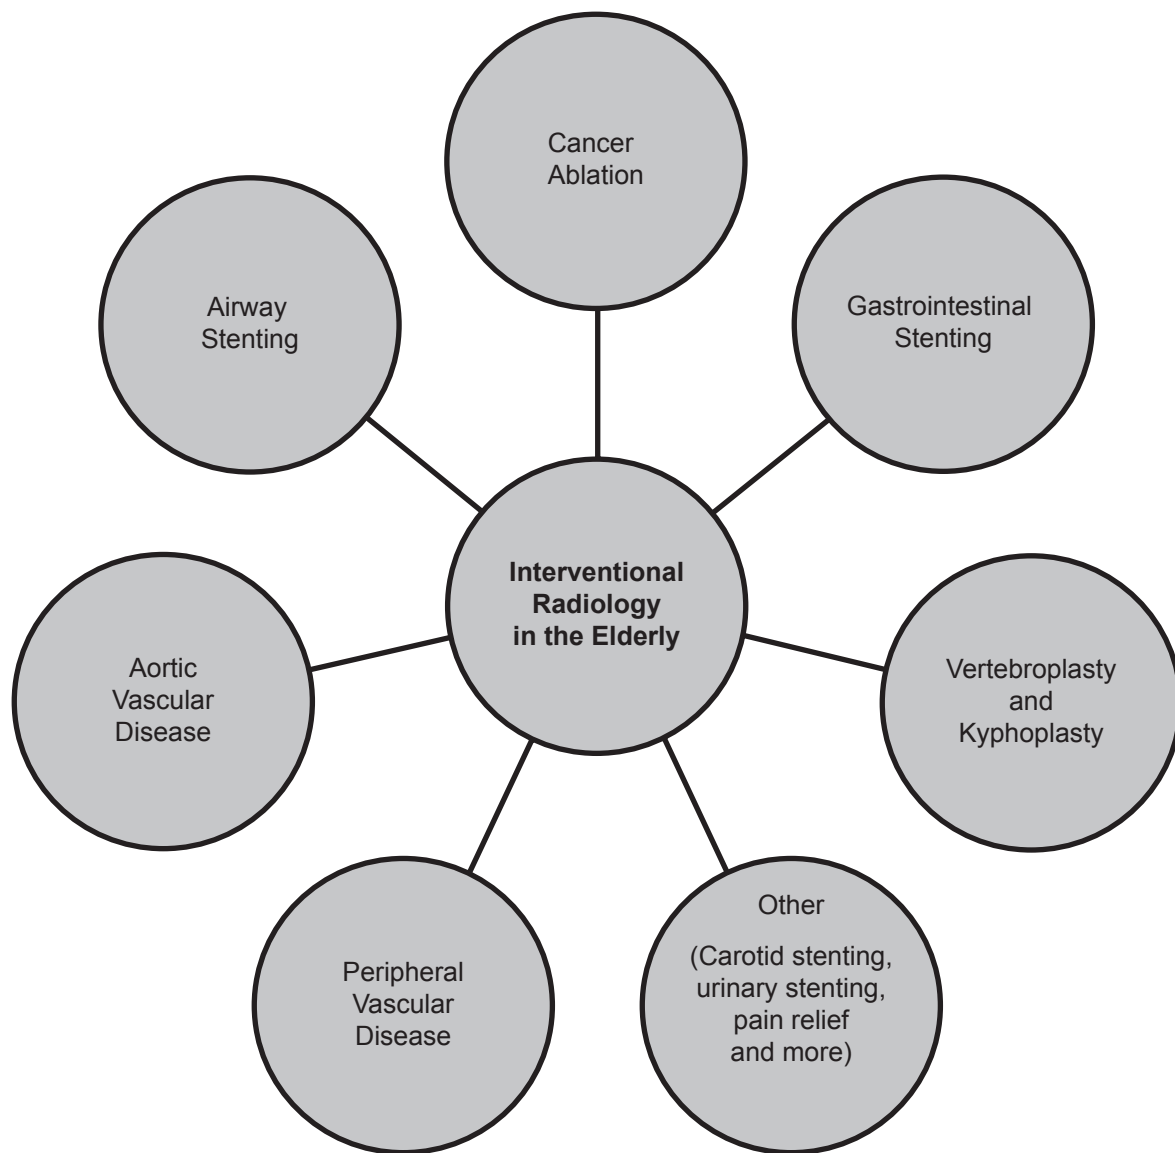 Cancer
Ablation
Airway
Stenting
Gastrointestinal
Stenting
Interventional
Radiology
in the Elderly
Aortic
Vascular
Disease
Vertebroplasty
and
Kyphoplasty
Peripheral
Vascular
Disease
Other
(Carotid stenting,
urinary stenting,
pain relief
and more)